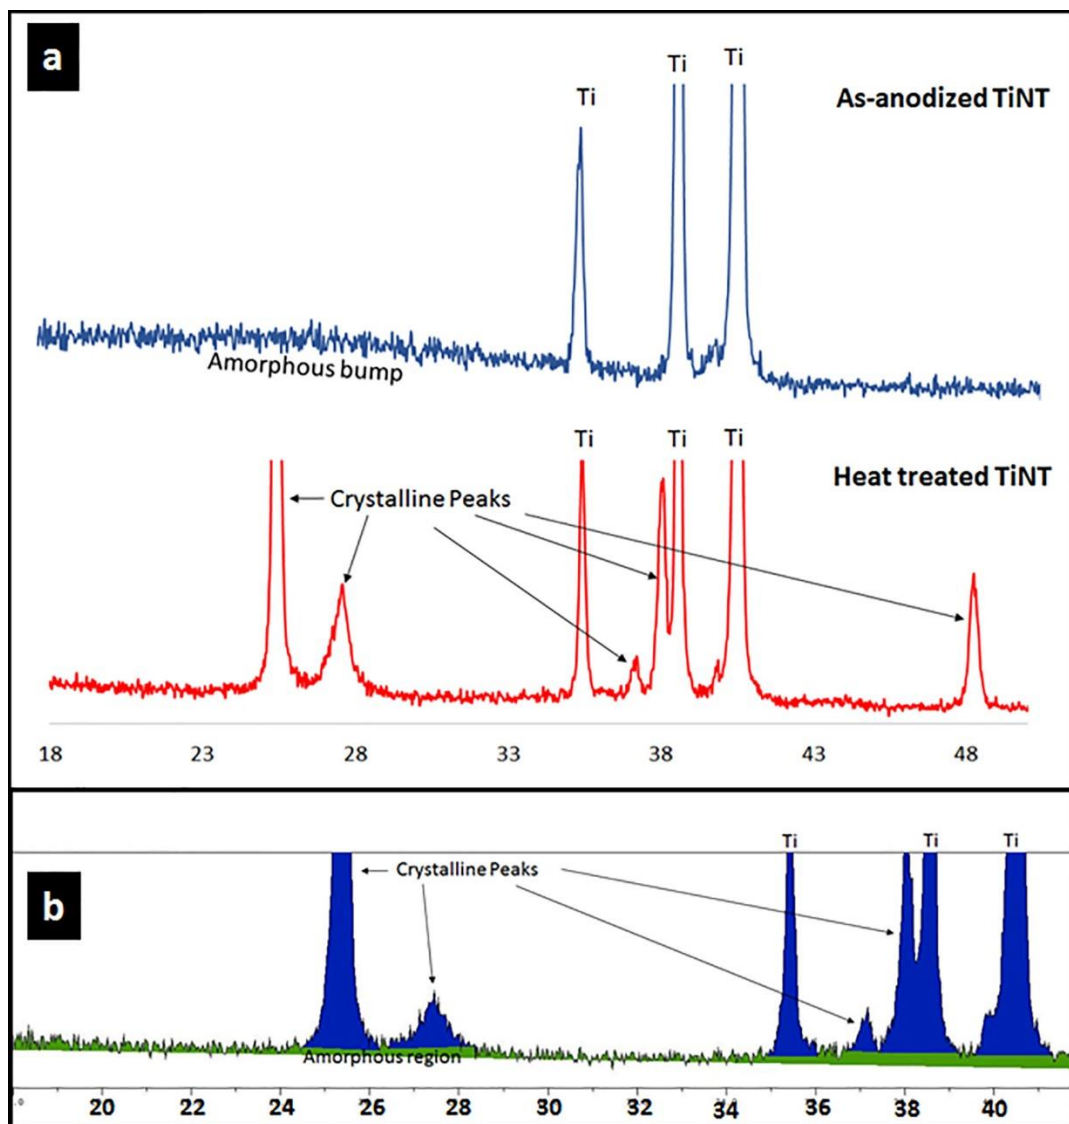 a
Ti
Ti
Ti
As-anodized TiNT
Amorphous bump
Ti
Ti
Ti
Heat treated TiNT
Crystalline Peaks
18 23 28 33 38 43 48
b
Ti
Ti
Ti
Crystalline Peaks
Amorphous region
20 22 24 26 28 30 32 36 38 40